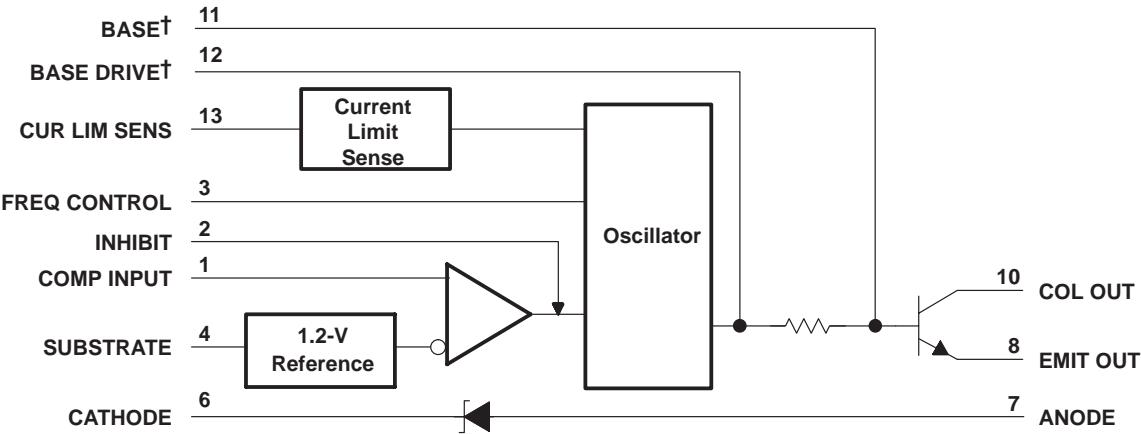 BASE† 11
BASE DRIVE† 12
CUR LIM SENS 13
Current
Limit
Sense
FREQ CONTROL 3
INHIBIT 2
COMP INPUT 1
Oscillator
SUBSTRATE 4
1.2-V
Reference
10 COL OUT
8 EMIT OUT
CATHODE 6
7 ANODE